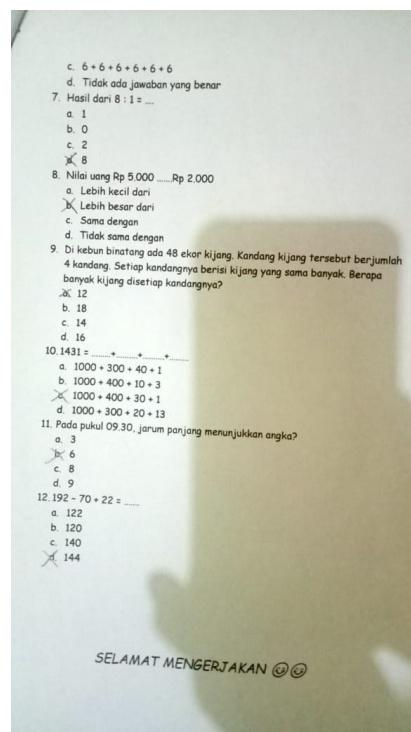 c. 6 + 6 + 6 + 6 + 6 + 6
d. Tidak ada jawaban yang benar
7. Hasil dari 8 : 1 = ....
a. 1
b. 0
c. 2
d. 8
8. Nilai uang Rp 5.000 ......Rp 2.000
a. Lebih kecil dari
b. Lebih besar dari
c. Sama dengan
d. Tidak sama dengan
9. Di kebun binatang ada 48 ekor kijang. Kandang kijang tersebut berjumlah
4 kandang. Setiap kandangnya berisi kijang yang sama banyak. Berapa
banyak kijang disetiap kandangnya?
a. 12
b. 18
c. 14
d. 16
10. 1431 = ......+......+......+......
a. 1000 + 300 + 40 + 1
b. 1000 + 400 + 10 + 3
c. 1000 + 400 + 30 + 1
d. 1000 + 300 + 20 + 13
11. Pada pukul 09.30, jarum panjang menunjukkan angka?
a. 3
b. 6
c. 8
d. 9
12. 192 - 70 + 22 = ......
a. 122
b. 120
c. 140
d. 144
SELAMAT MENGERJAKAN